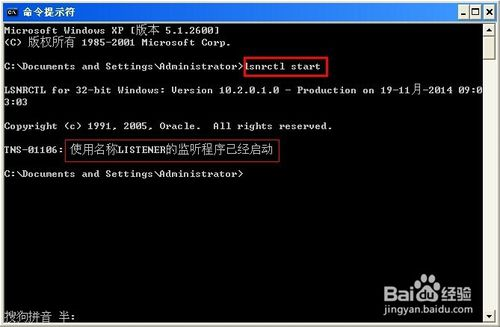 命令提示符
Microsoft Windows XP [版本 5.1.2600]
(C) 版权所有 1985-2001 Microsoft Corp.
C:\Documents and Settings\Administrator>lsnrctl start
LSNRCTL for 32-bit Windows: Version 10.2.0.1.0 - Production on 19-11月-2014 09:0
3:03
Copyright (c) 1991, 2005, Oracle.  All rights reserved.
TNS-01106: 使用名称LISTENER的监听程序已经启动
C:\Documents and Settings\Administrator>
Baidu经验
jingyan.baidu.com
搜狗拼音 半: